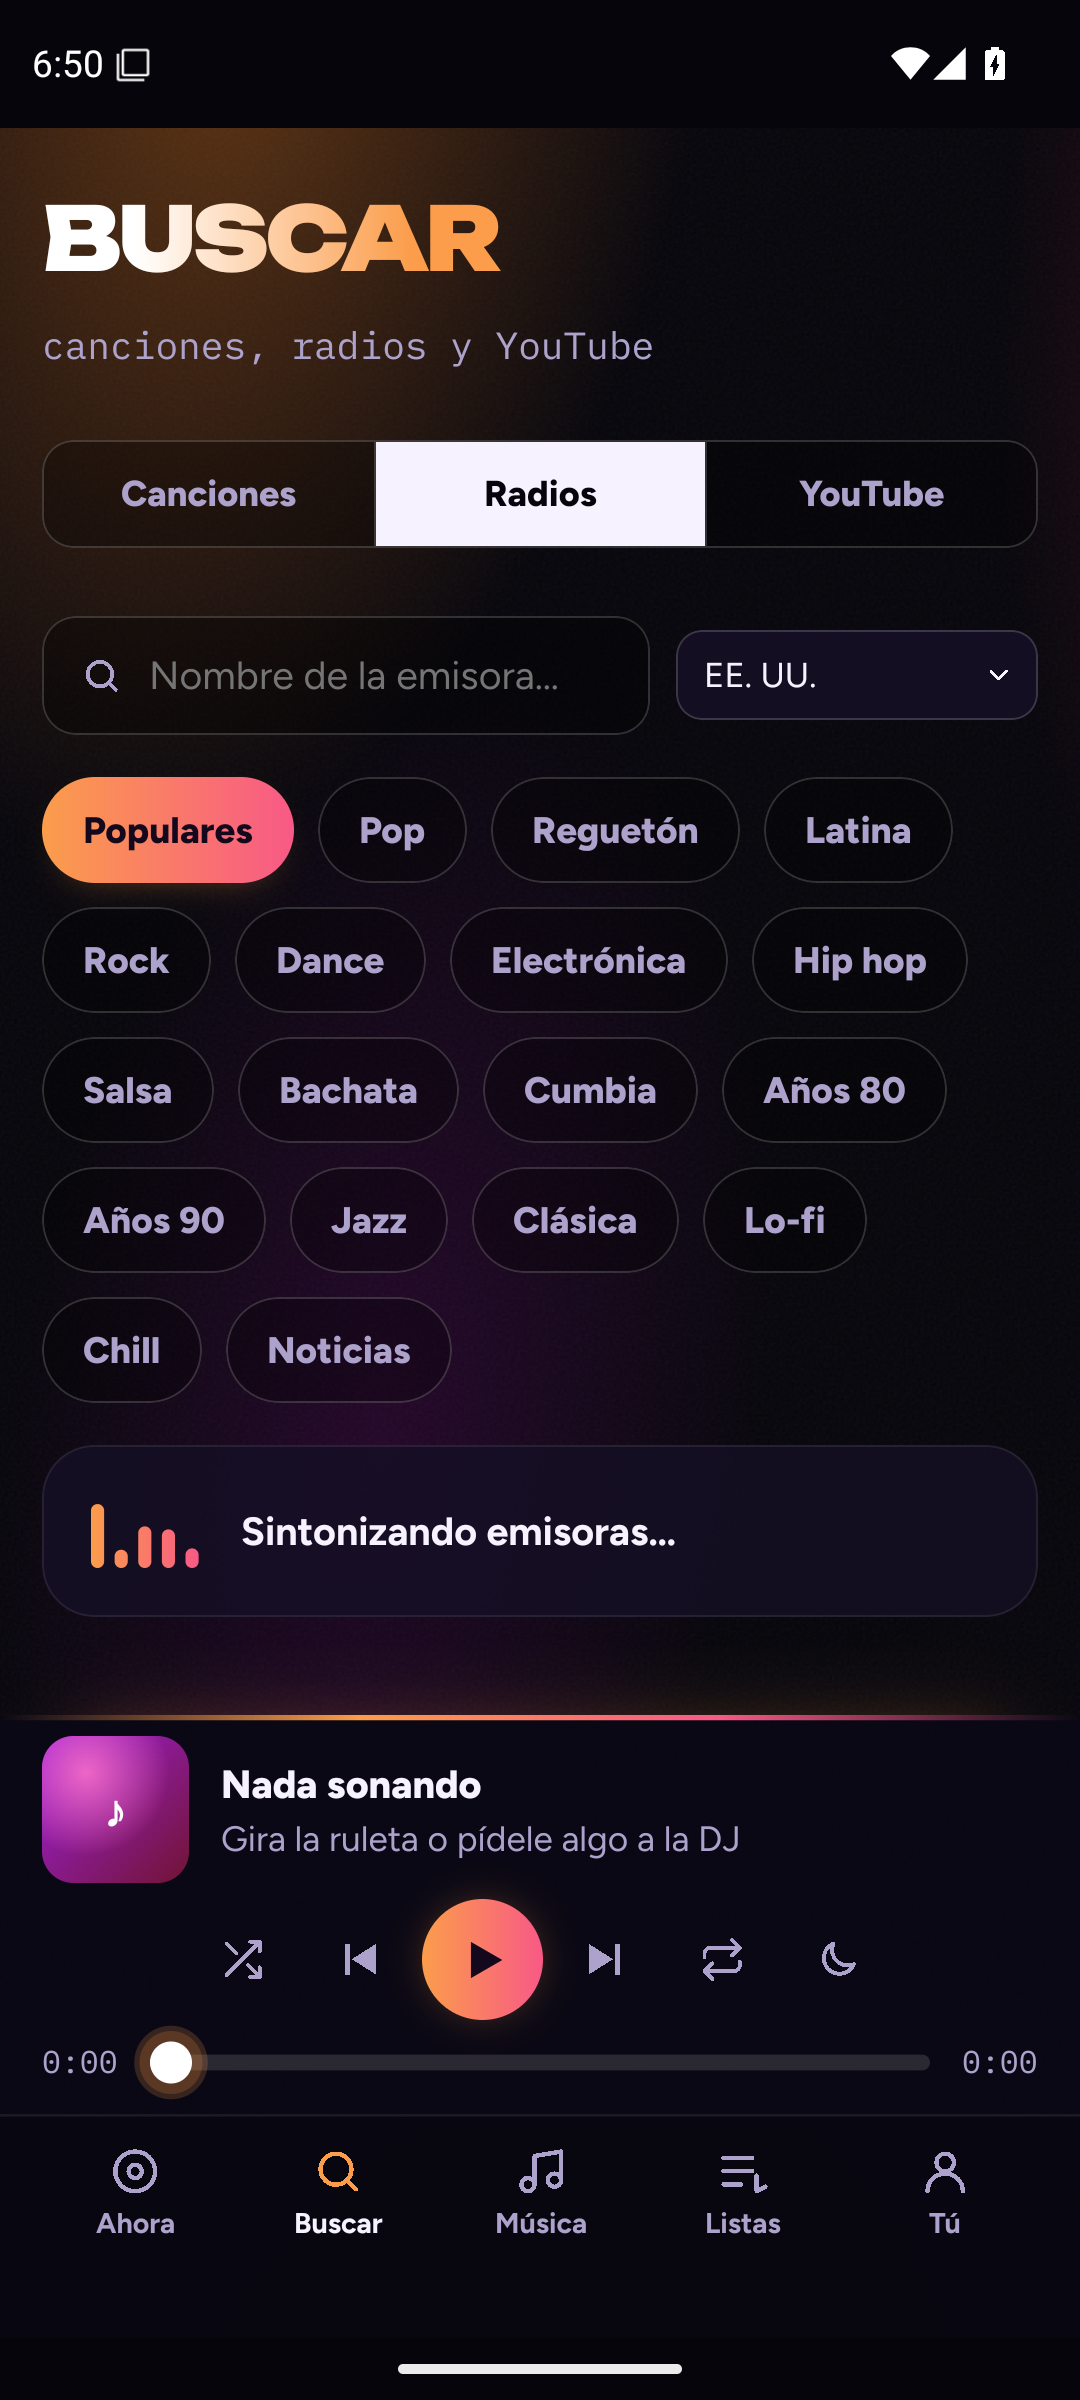 6:50
BUSCAR
canciones, radios y YouTube
Canciones Radios YouTube
Nombre de la emisora... EE. UU.
Populares Pop Reguetón Latina
Rock Dance Electrónica Hip hop
Salsa Bachata Cumbia Años 80
Años 90 Jazz Clásica Lo-fi
Chill Noticias
Sintonizando emisoras...
Nada sonando
Gira la ruleta o pídele algo a la DJ
0:00 0:00
Ahora Buscar Música Listas Tú